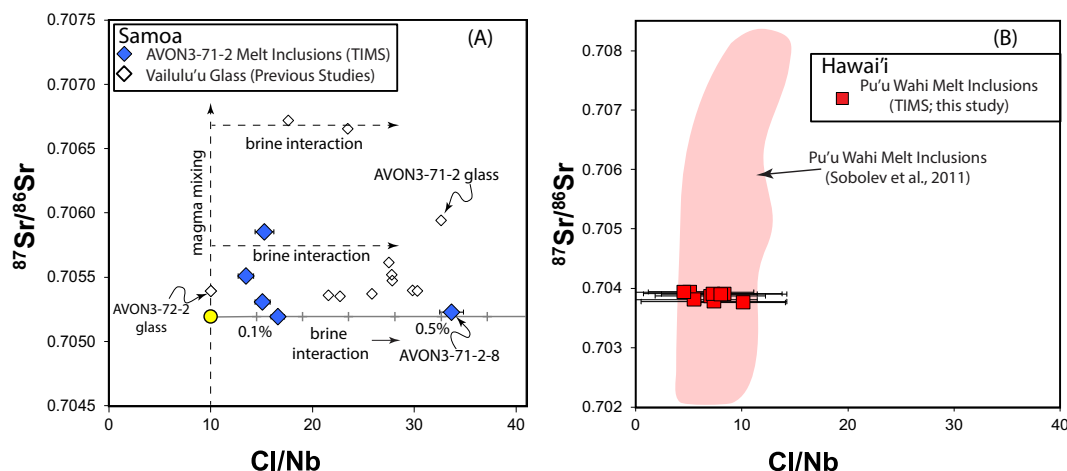 Samoa
AVON3-71-2 Melt Inclusions (TIMS)
Vailulu'u Glass (Previous Studies)
(A)
0.7075
0.7070
0.7065
0.7060
0.7055
0.7050
0.7045
87Sr/86Sr
magma mixing
brine interaction
AVON3-71-2 glass
brine interaction
AVON3-72-2
glass
0.1%
brine
interaction
0.5%
AVON3-71-2-8
0
10
20
30
40
Cl/Nb
(B)
Hawai'i
Pu'u Wahi Melt Inclusions
(TIMS; this study)
Pu'u Wahi Melt Inclusions
(Sobolev et al., 2011)
0.708
0.707
0.706
0.705
0.704
0.703
0.702
87Sr/86Sr
0
10
20
30
40
Cl/Nb